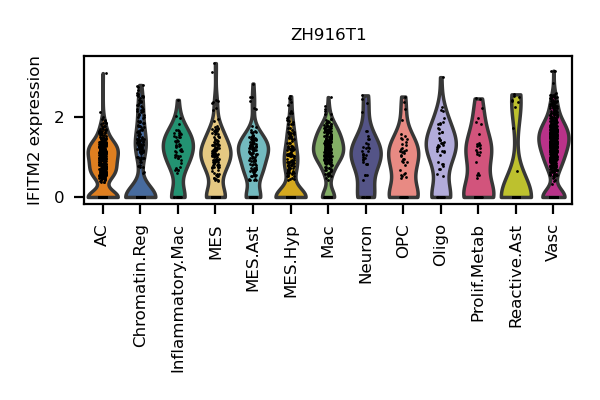 ZH916T1
IFITM2 expression
2
0
AC
Chromatin.Reg
Inflammatory.Mac
MES
MES.Ast
MES.Hyp
Mac
Neuron
OPC
Oligo
Prolif.Metab
Reactive.Ast
Vasc